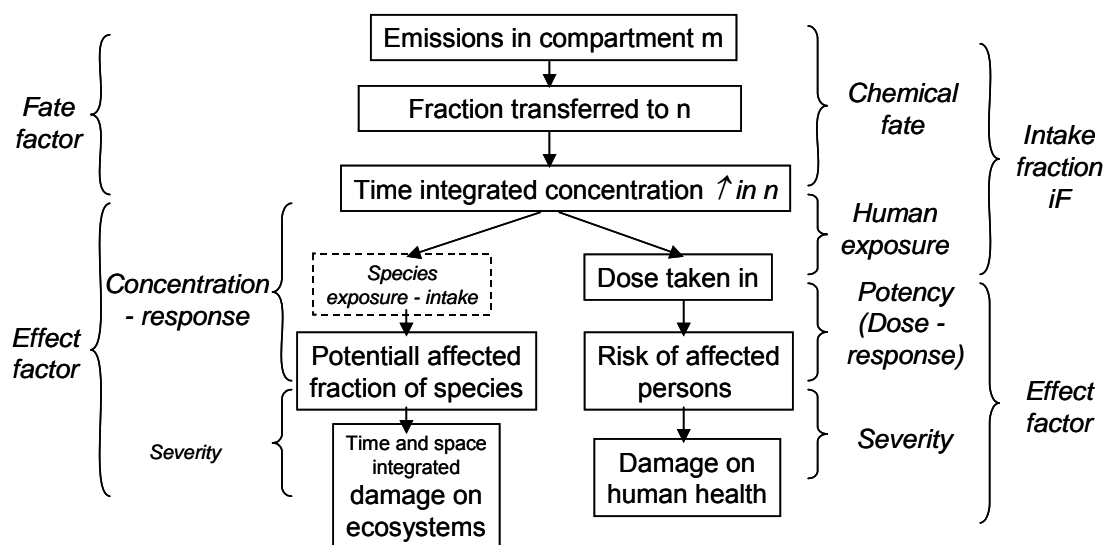 Emissions in compartment m
Fraction transferred to n
Time integrated concentration ↑ in n
Fate
factor
Chemical
fate
Intake
fraction
iF
Human
exposure
Concentration
- response
Species
exposure - intake
Dose taken in
Potency
(Dose -
response)
Effect
factor
Potentiall affected
fraction of species
Risk of affected
persons
Effect
factor
Severity
Time and space
integrated
damage on
ecosystems
Damage on
human health
Severity